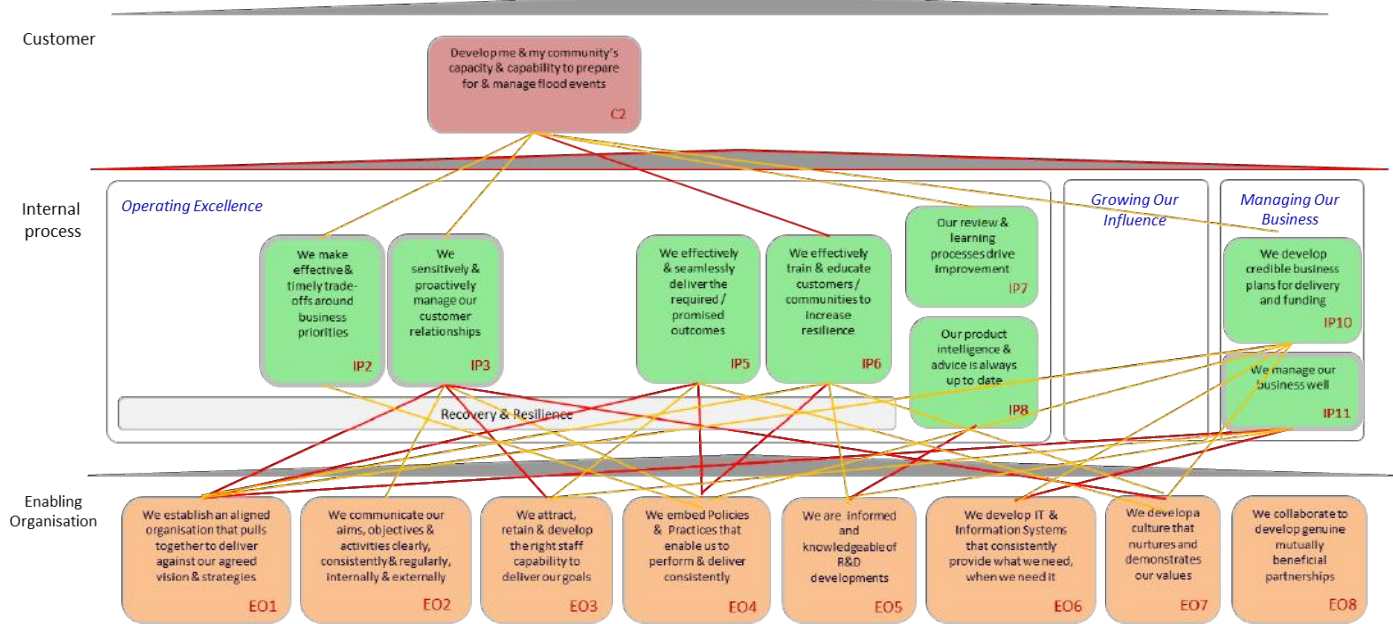 Customer
Develop me & my community's
capacity & capability to prepare
for & manage flood events
C2
Internal
process
Operating Excellence
Growing Our
Influence
Managing Our
Business
We make
effective &
timely trade-
offs around
business
priorities
IP2
We
sensitively &
proactively
manage our
customer
relationships
IP3
We effectively
& seamlessly
deliver the
required /
promised
outcomes
IP5
We effectively
train & educate
customers /
communities to
increase
resilience
IP6
Our review &
learning
processes drive
improvement
IP7
Our product
intelligence &
advice is always
up to date
IP8
We develop
credible business
plans for delivery
and funding
IP10
We manage our
business well
IP11
Recovery & Resilience
Enabling
Organisation
We establish an aligned
organisation that pulls
together to deliver
against our agreed
vision & strategies
EO1
We communicate our
aims, objectives &
activities clearly,
consistently & regularly,
internally & externally
EO2
We attract,
retain & develop
the right staff
capability to
deliver our goals
EO3
We embed Policies
& Practices that
enable us to
perform & deliver
consistently
EO4
We are informed
and
knowledgeable of
R&D
developments
EO5
We develop IT &
Information Systems
that consistently
provide what we need,
when we need it
EO6
We develop a
culture that
nurtures and
demonstrates
our values
EO7
We collaborate to
develop genuine
mutually
beneficial
partnerships
EO8